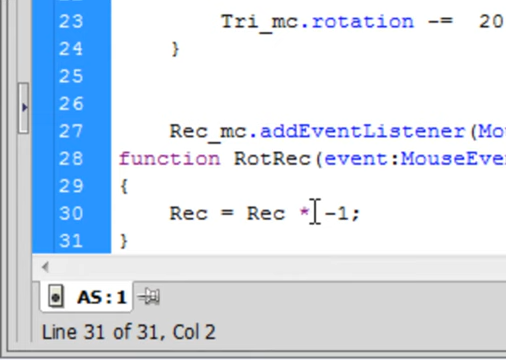 23 Tri_mc.rotation -= 20
24 }
25
26
27 Rec_mc.addEventListener(Mou
28 function RotRec(event:MouseEve
29 {
30 Rec = Rec * -1;
31 }
AS:1
Line 31 of 31, Col 2